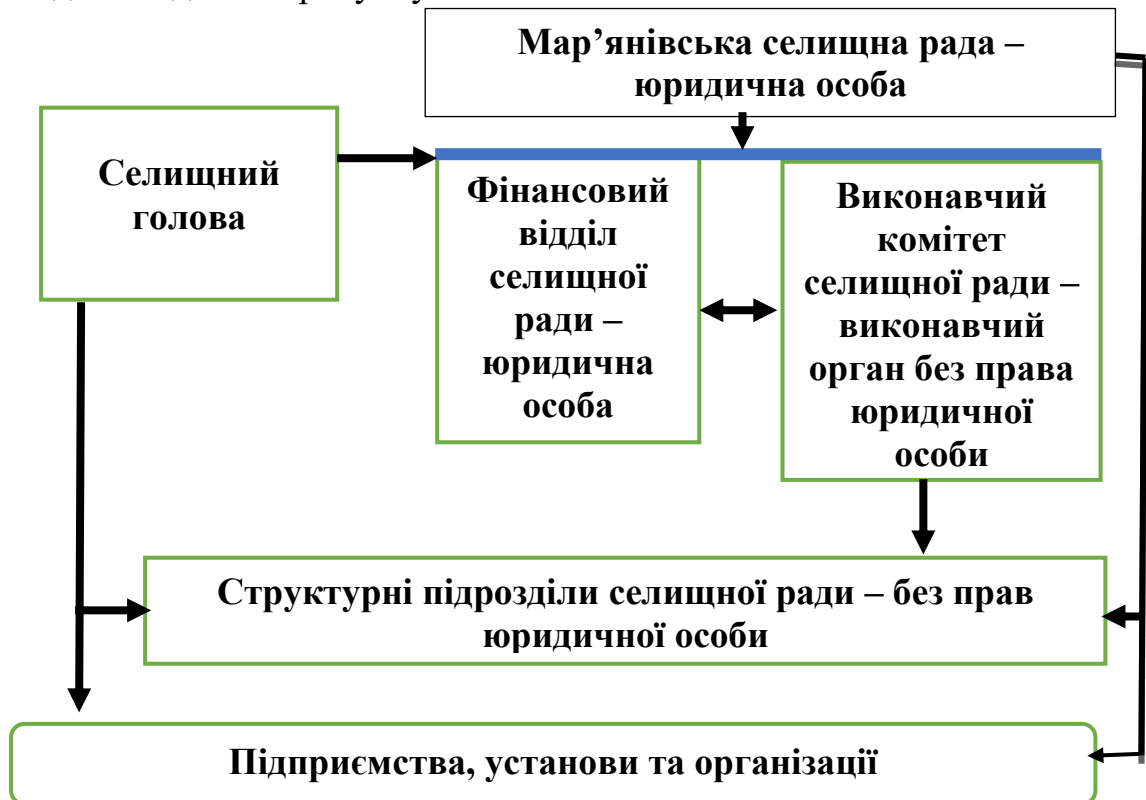 Мар’янівська селищна рада –
юридична особа
Селищний
голова
Фінансовий
відділ
селищної
ради –
юридична
особа
Виконавчий
комітет
селищної ради –
виконавчий
орган без права
юридичної
особи
Структурні підрозділи селищної ради – без прав
юридичної особи
Підприємства, установи та організації